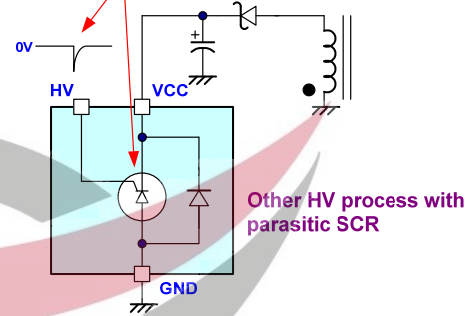 0V
+
HV
VCC
Other HV process with
parasitic SCR
GND